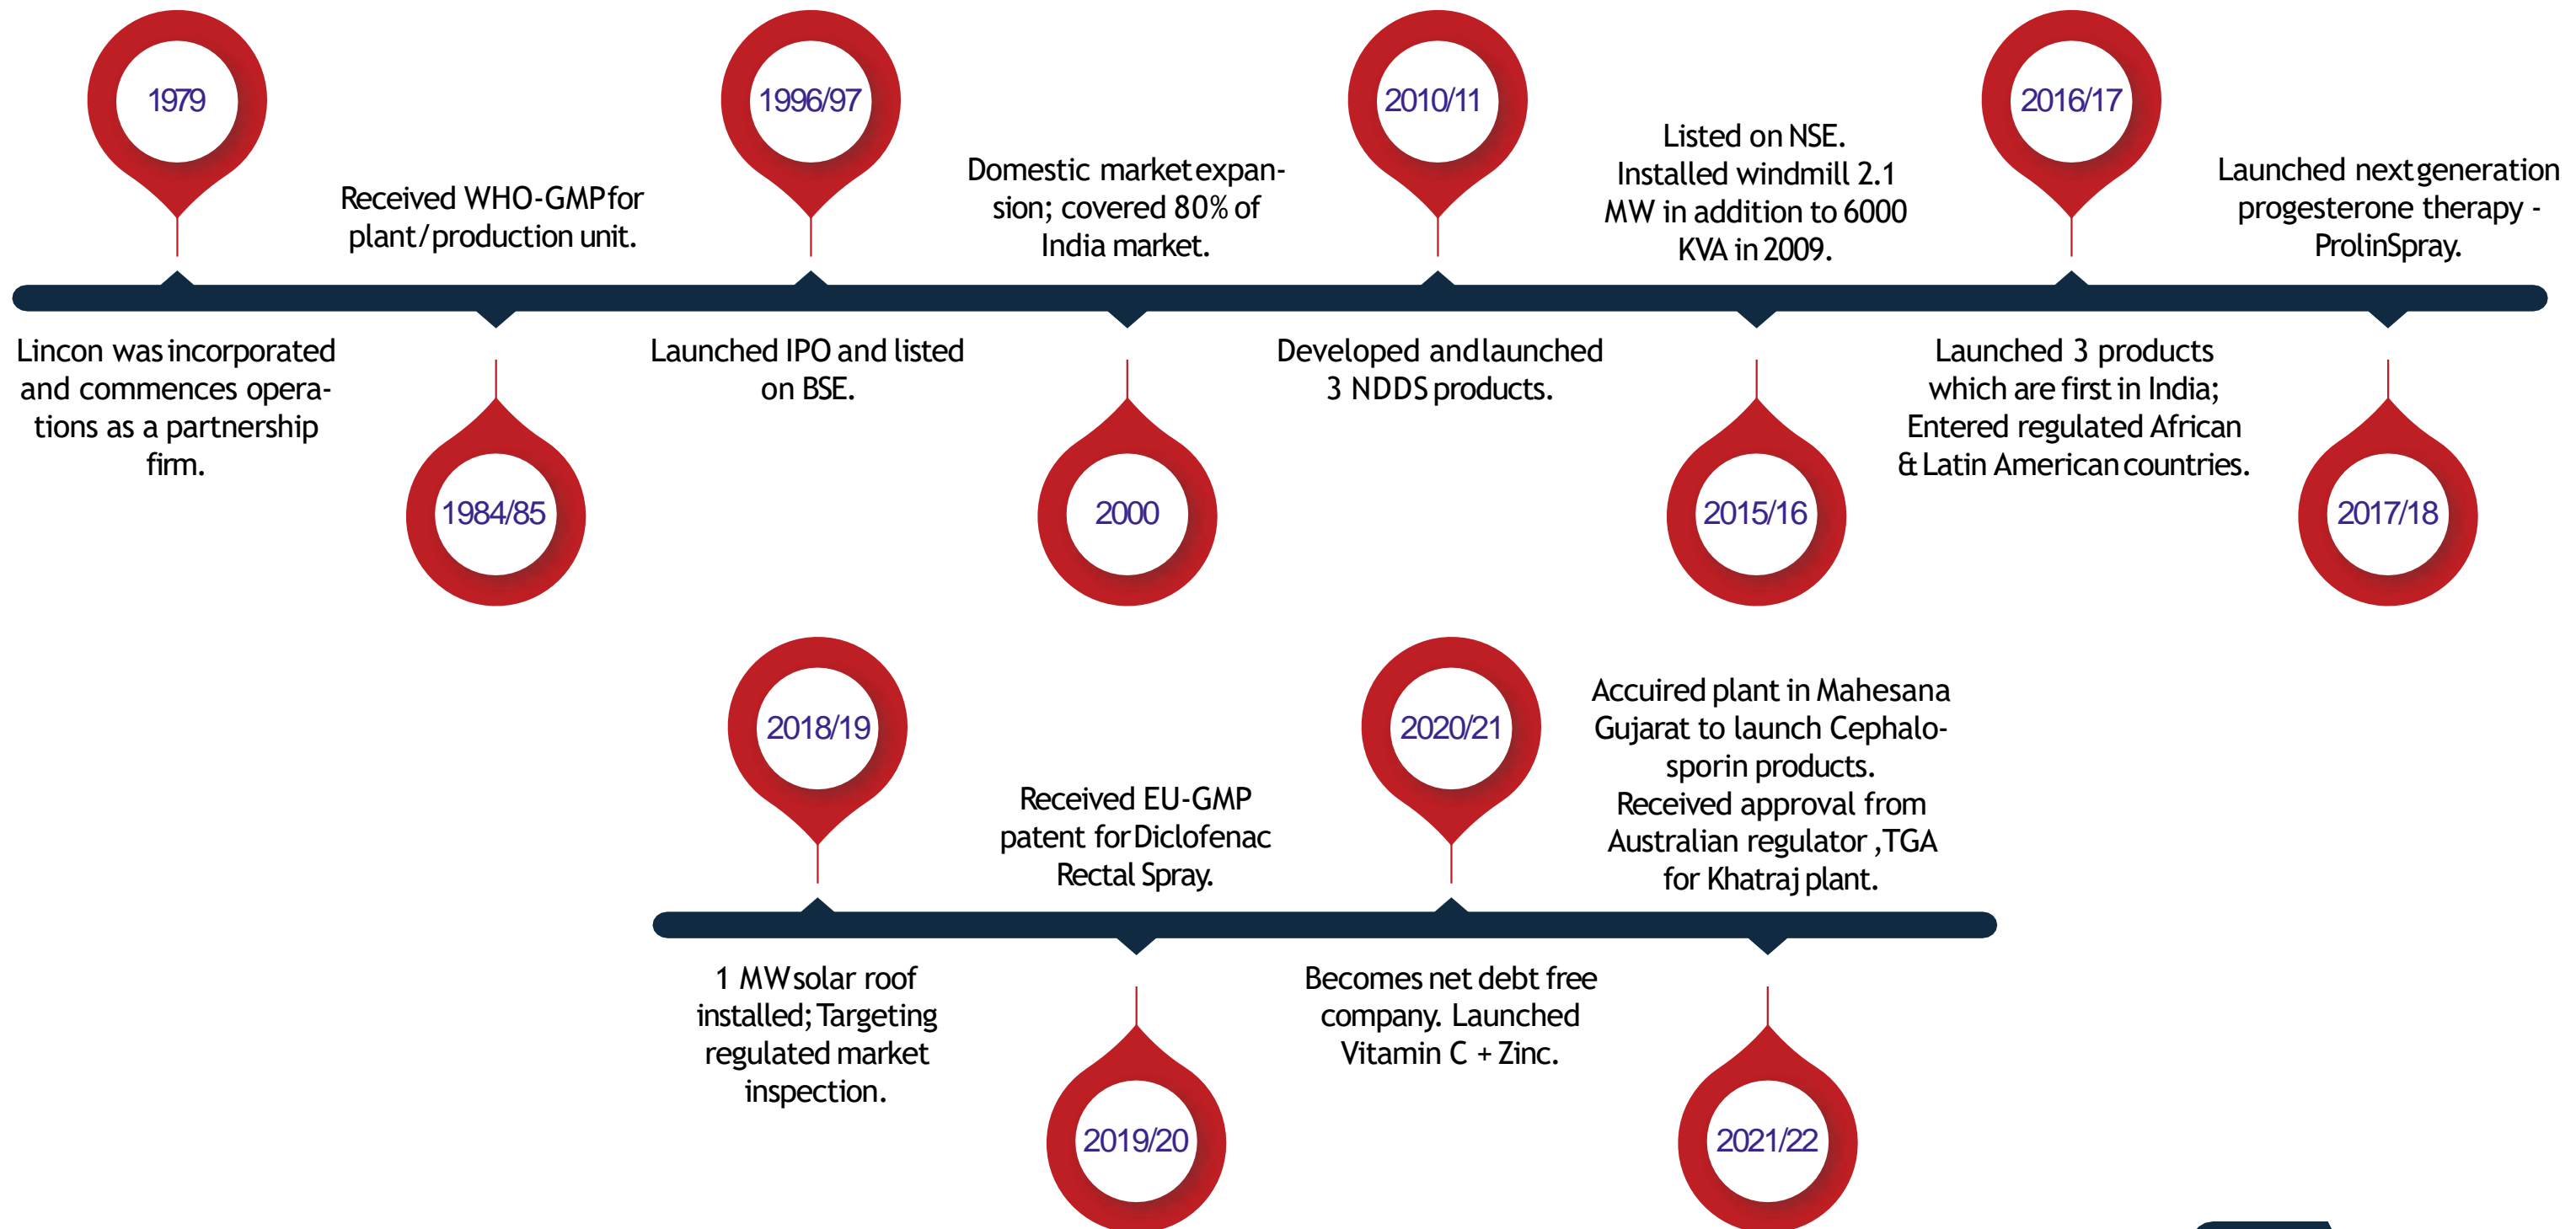 1979
Lincon was incorporated
and commences opera-
tions as a partnership
firm.
Received WHO-GMP for
plant/production unit.
1984/85
1996/97
Launched IPO and listed
on BSE.
Domestic market expan-
sion; covered 80% of
India market.
2000
2010/11
Developed and launched
3 NDDS products.
Listed on NSE.
Installed windmill 2.1
MW in addition to 6000
KVA in 2009.
2015/16
2016/17
Launched 3 products
which are first in India;
Entered regulated African
& Latin American countries.
Launched next generation
progesterone therapy -
ProlinSpray.
2017/18
2018/19
1 MW solar roof
installed; Targeting
regulated market
inspection.
Received EU-GMP
patent for Diclofenac
Rectal Spray.
2019/20
2020/21
Becomes net debt free
company. Launched
Vitamin C + Zinc.
Accuired plant in Mahesana
Gujarat to launch Cephalo-
sporin products.
Received approval from
Australian regulator ,TGA
for Khatraj plant.
2021/22